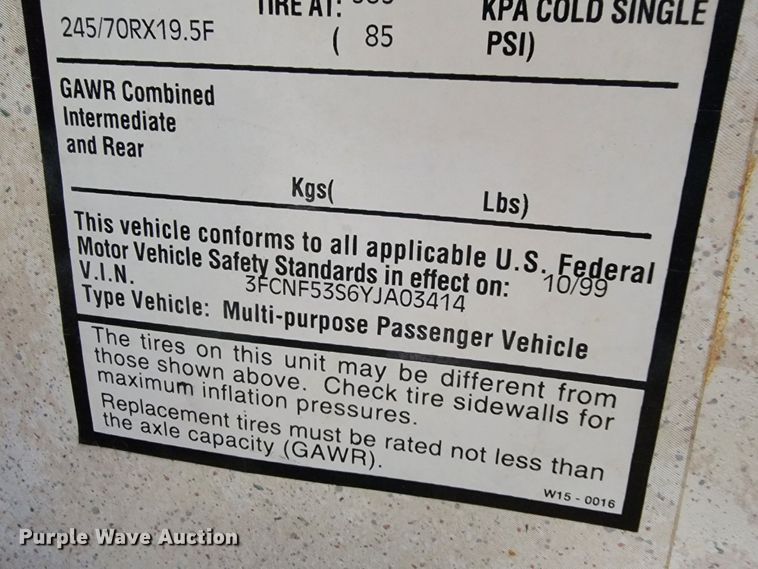 TIRE AT:
KPA COLD SINGLE
245/70RX19.5F
( 85 PSI)
GAWR Combined
Intermediate
and Rear
Kgs( Lbs)
This vehicle conforms to all applicable U.S. Federal
Motor Vehicle Safety Standards in effect on: 10/99
V.I.N. 3FCNF53S6YJA03414
Type Vehicle: Multi-purpose Passenger Vehicle
The tires on this unit may be different from
those shown above. Check tire sidewalls for
maximum inflation pressures.
Replacement tires must be rated not less than
the axle capacity (GAWR).
W15 - 0016
Purple Wave Auction